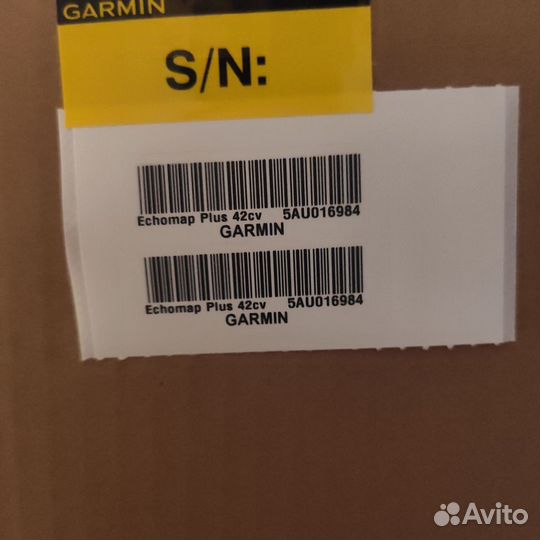 GARMIN
S/N:
Echomap Plus 42cv 5AU016984
GARMIN
Echomap Plus 42cv 5AU016984
GARMIN
Avito